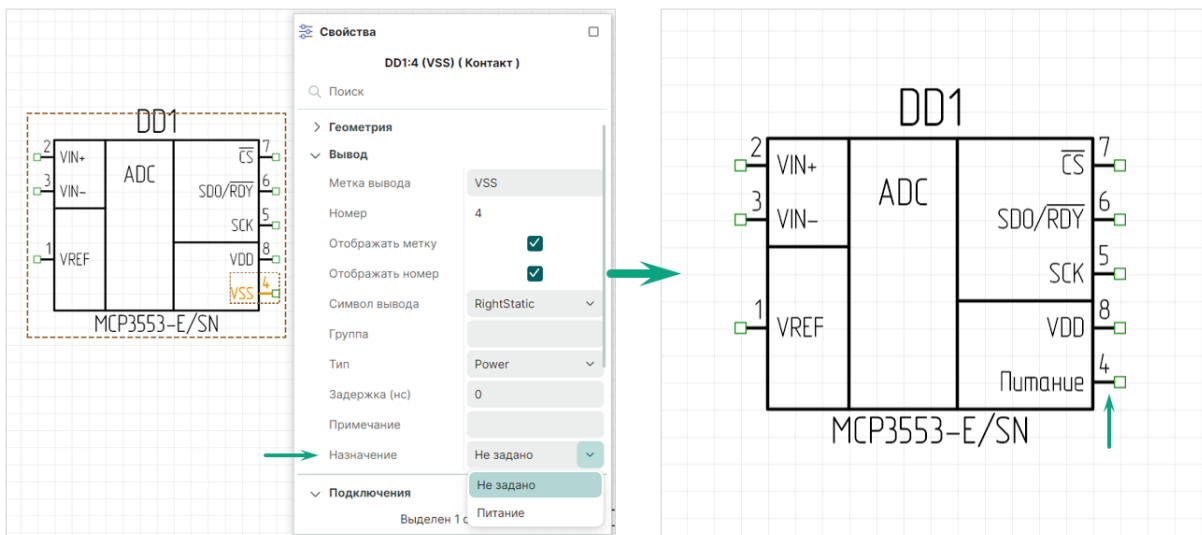 DD1
2
VIN+
3
VIN-
1
VREF
ADC
7
CS
SDO/RDY
6
SCK
5
VDD
8
VSS
4
MCP3553-E/SN
Свойства
DD1:4 (VSS) ( Контакт )
Поиск
Геометрия
Вывод
Метка вывода VSS
Номер 4
Отображать метку
Отображать номер
Символ вывода RightStatic
Группа
Тип Power
Задержка (нс) 0
Примечание
Назначение Не задано
Не задано
Питание
Подключения
Выделен 1
DD1
2
VIN+
3
VIN-
1
VREF
ADC
7
CS
SDO/RDY
6
SCK
5
VDD
8
Питание
4
MCP3553-E/SN